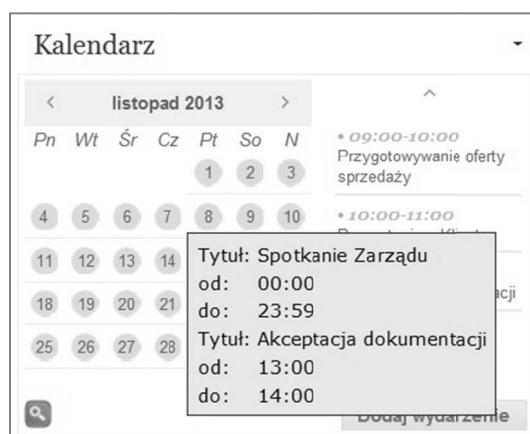 Kalendarz
listopad 2013
Pn Wt Śr Cz Pt So N
1 2 3
4 5 6 7 8 9 10
11 12 13 14
18 19 20 21
25 26 27 28
• 09:00-10:00
Przygotowywanie oferty
sprzedaży
• 10:00-11:00
Tytuł: Spotkanie Zarządu
od: 00:00
do: 23:59
Tytuł: Akceptacja dokumentacji
od: 13:00
do: 14:00
Dodaj wydarzenie